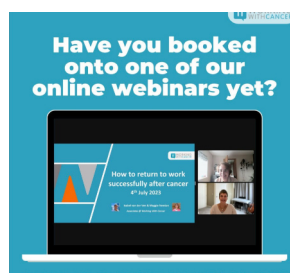 WITHCANCER
Have you booked
onto one of our
online webinars yet?
How to return to work
successfully after cancer
4th July 2023